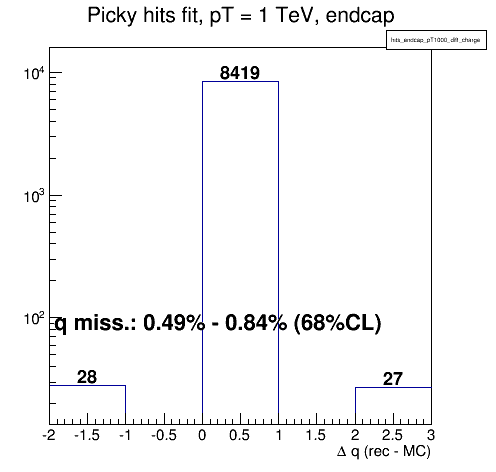 Picky hits fit, pT = 1 TeV, endcap
hits_endcap_pT1000_dif1_charge
10⁴
8419
10³
10²
q miss.: 0.49% - 0.84% (68%CL)
28
27
-2 -1.5 -1 -0.5 0 0.5 1 1.5 2 2.5 3
Δ q (rec - MC)